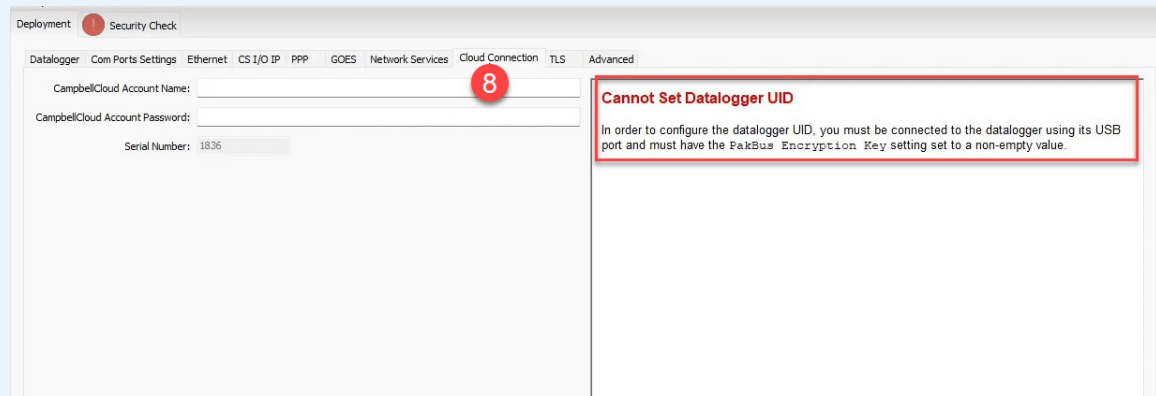 Deployment ! Security Check
Datalogger Com Ports Settings Ethernet CS I/O IP PPP GOES Network Services Cloud Connection TLS Advanced
8
CampbellCloud Account Name:
CampbellCloud Account Password:
Serial Number: 1836
Cannot Set Datalogger UID
In order to configure the datalogger UID, you must be connected to the datalogger using its USB
port and must have the PakBus Encryption Key setting set to a non-empty value.